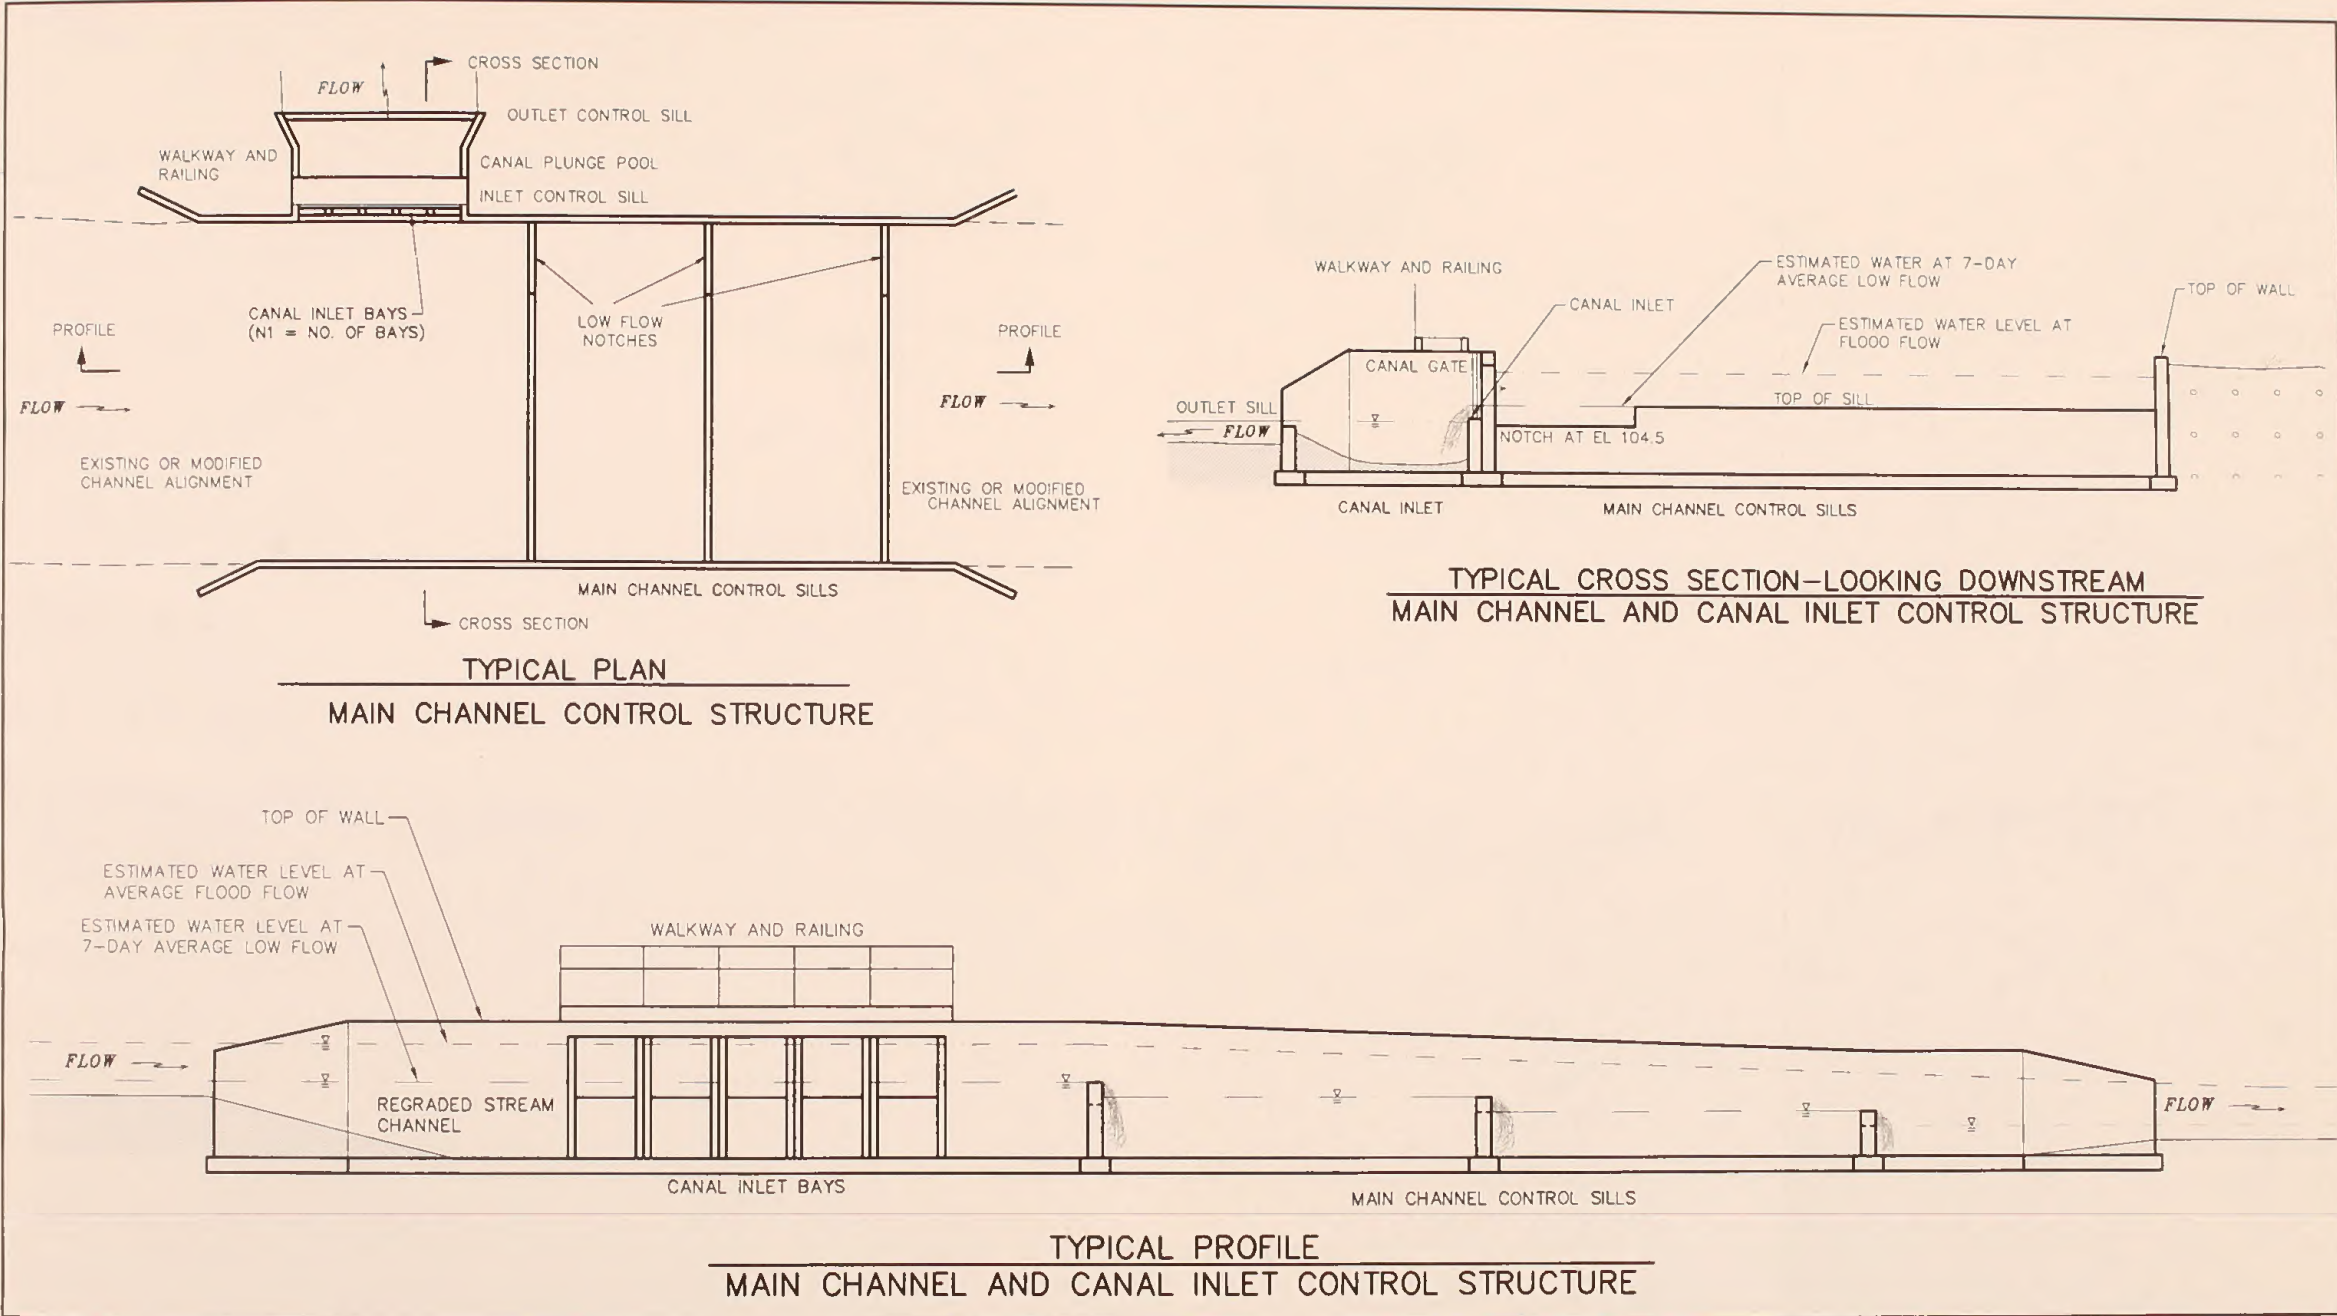 CROSS SECTION
FLOW
OUTLET CONTROL SILL
WALKWAY AND
RAILING
CANAL PLUNGE POOL
INLET CONTROL SILL
CANAL INLET BAYS
(N1 = NO. OF BAYS)
LOW FLOW
NOTCHES
PROFILE
PROFILE
FLOW
FLOW
EXISTING OR MODIFIED
CHANNEL ALIGNMENT
EXISTING OR MODIFIED
CHANNEL ALIGNMENT
MAIN CHANNEL CONTROL SILLS
CROSS SECTION
TYPICAL PLAN
MAIN CHANNEL CONTROL STRUCTURE
WALKWAY AND RAILING
ESTIMATED WATER AT 7-DAY
AVERAGE LOW FLOW
CANAL INLET
TOP OF WALL
ESTIMATED WATER LEVEL AT
FLOOD FLOW
CANAL GATE
OUTLET SILL
TOP OF SILL
FLOW
NOTCH AT EL 104.5
CANAL INLET
MAIN CHANNEL CONTROL SILLS
TYPICAL CROSS SECTION-LOOKING DOWNSTREAM
MAIN CHANNEL AND CANAL INLET CONTROL STRUCTURE
TOP OF WALL
ESTIMATED WATER LEVEL AT
AVERAGE FLOOD FLOW
ESTIMATED WATER LEVEL AT
7-DAY AVERAGE LOW FLOW
WALKWAY AND RAILING
FLOW
REGRADED STREAM
CHANNEL
FLOW
CANAL INLET BAYS
MAIN CHANNEL CONTROL SILLS
TYPICAL PROFILE
MAIN CHANNEL AND CANAL INLET CONTROL STRUCTURE